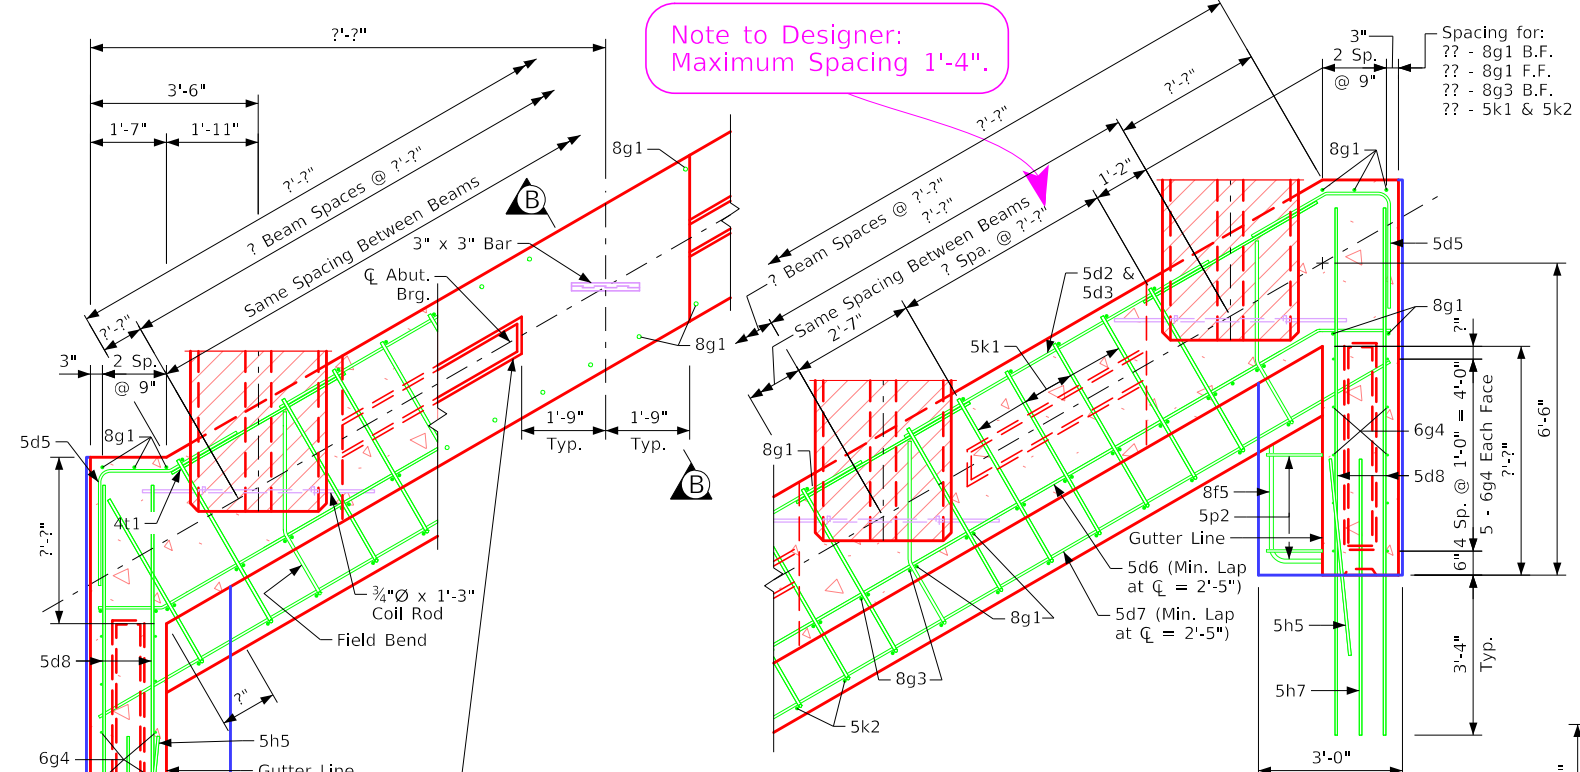 ?'-?"
Note to Designer:
Maximum Spacing 1'-4".
3"
2 Sp.
@ 9"
Spacing for:
?? - 8g1 B.F.
?? - 8g1 F.F.
?? - 8g3 B.F.
?? - 5k1 & 5k2
3'-6"
1'-7"
1'-11"
?'-?"
? Beam Spaces @ ?'-?"
Same Spacing Between Beams
8g1
B
3" x 3" Bar
℄ Abut.
Brg.
?'-?"
3"
2 Sp.
@ 9"
8g1
5d5
8g1
4t1
?'-?"
1'-9"
Typ.
1'-9"
Typ.
B
¾"Ø x 1'-3"
Coil Rod
Field Bend
5d8
?"
5h5
6g4
Gutter Line
?'-?"
?'-?"
? Beam Spaces @ ?'-?"
?'-?"
Same Spacing Between Beams
? Spa. @ ?'-?"
1'-2"
2'-7"
8g1
5d5
5d2 &
5d3
5k1
8g1
8g1
?"
4 Sp. @ 1'-0" = 4'-0"
6"
5 - 6g4 Each Face
?'-?"
6'-6"
6g4
5d8
8f5
5p2
Gutter Line
5d6 (Min. Lap
at ℄ = 2'-5")
5d7 (Min. Lap
at ℄ = 2'-5")
8g1
8g3
5k2
5h5
5h7
3'-4"
Typ.
3'-0"
"